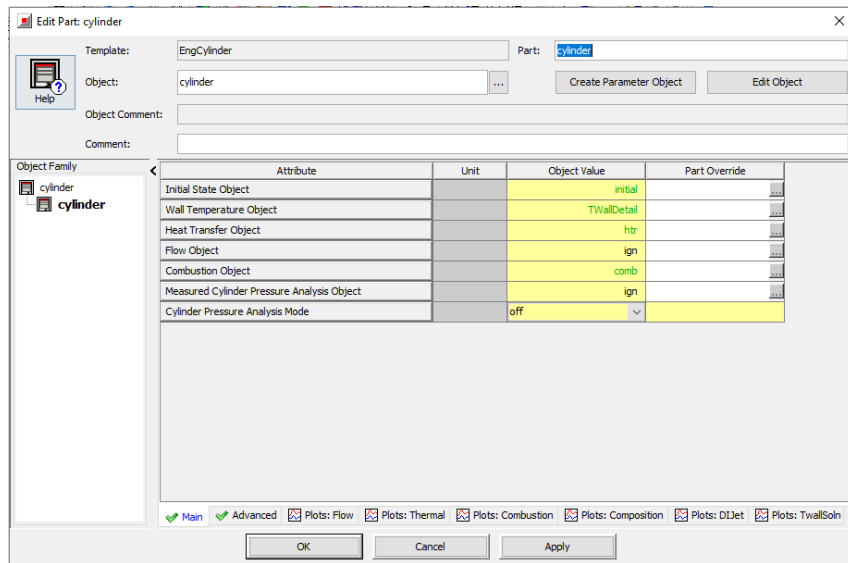 Edit Part: cylinder
Template: EngCylinder Part: cylinder
Help
Object: cylinder ... Create Parameter Object Edit Object
Object Comment:
Comment:
Object Family
cylinder
cylinder
Attribute Unit Object Value Part Override
Initial State Object initial ...
Wall Temperature Object TWallDetail ...
Heat Transfer Object htr ...
Flow Object ign ...
Combustion Object comb ...
Measured Cylinder Pressure Analysis Object ign ...
Cylinder Pressure Analysis Mode off
Main Advanced Plots: Flow Plots: Thermal Plots: Combustion Plots: Composition Plots: DIJet Plots: TwallSoln
OK Cancel Apply